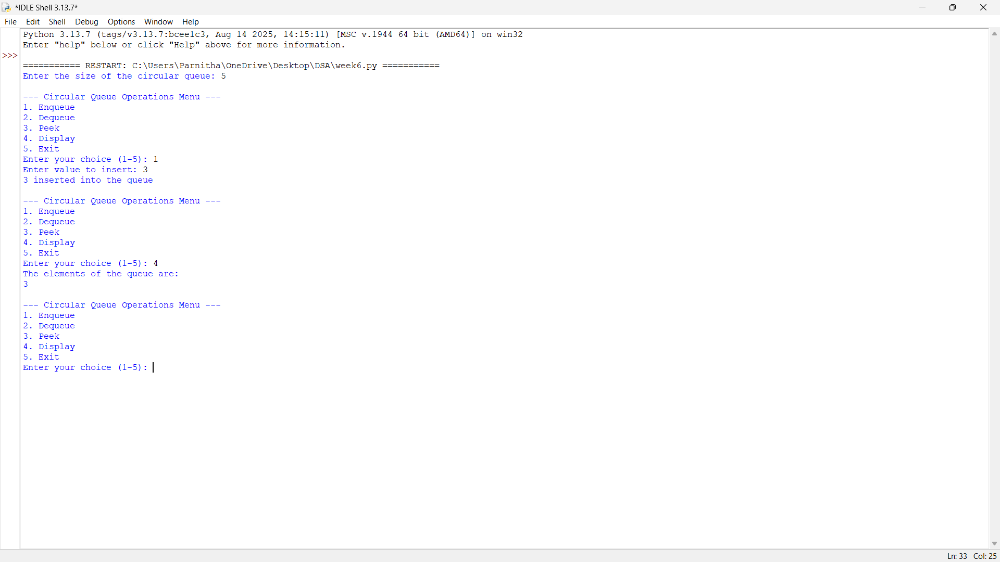 *IDLE Shell 3.13.7*
File Edit Shell Debug Options Window Help
Python 3.13.7 (tags/v3.13.7:bcee1c3, Aug 14 2025, 14:15:11) [MSC v.1944 64 bit (AMD64)] on win32
Enter "help" below or click "Help" above for more information.
>>>
=========== RESTART: C:\Users\Parnitha\OneDrive\Desktop\DSA\week6.py ===========
Enter the size of the circular queue: 5
--- Circular Queue Operations Menu ---
1. Enqueue
2. Dequeue
3. Peek
4. Display
5. Exit
Enter your choice (1-5): 1
Enter value to insert: 3
3 inserted into the queue
--- Circular Queue Operations Menu ---
1. Enqueue
2. Dequeue
3. Peek
4. Display
5. Exit
Enter your choice (1-5): 4
The elements of the queue are:
3
--- Circular Queue Operations Menu ---
1. Enqueue
2. Dequeue
3. Peek
4. Display
5. Exit
Enter your choice (1-5):
Ln: 33 Col: 25